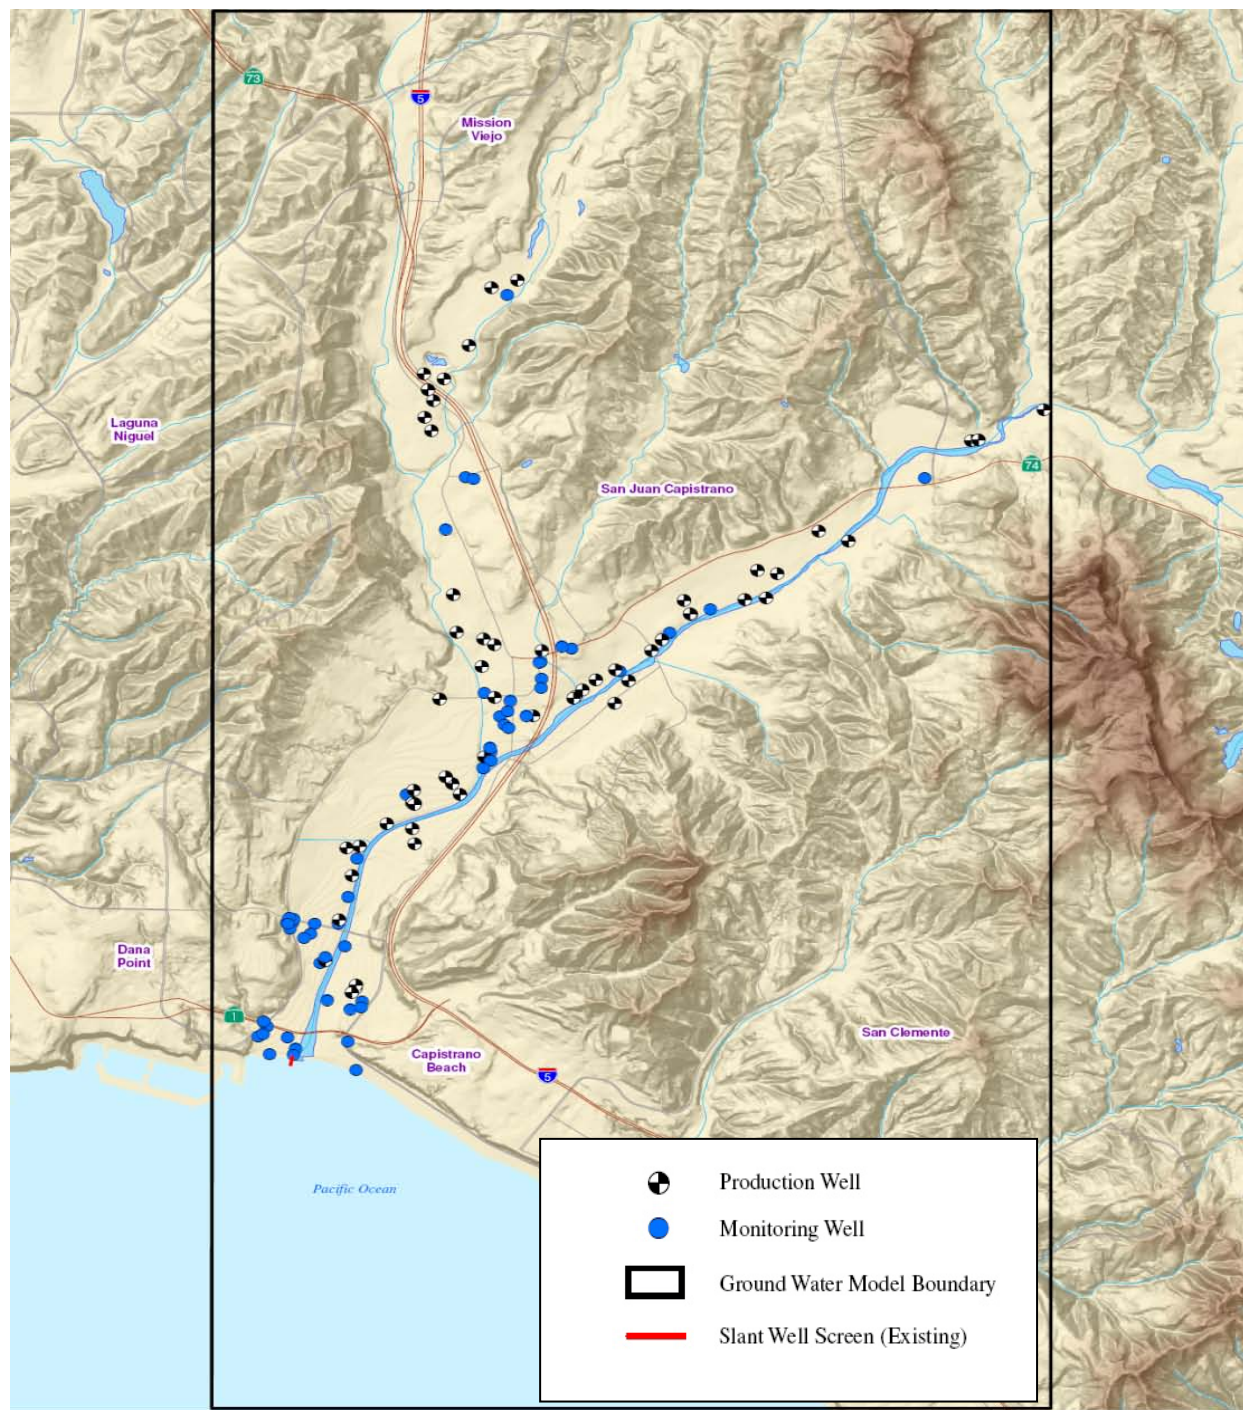 73
5
Mission
Viejo
Laguna
Niguel
San Juan Capistrano
74
Dana
Point
1
San Clemente
Capistrano
Beach
5
Pacific Ocean
Production Well
Monitoring Well
Ground Water Model Boundary
Slant Well Screen (Existing)